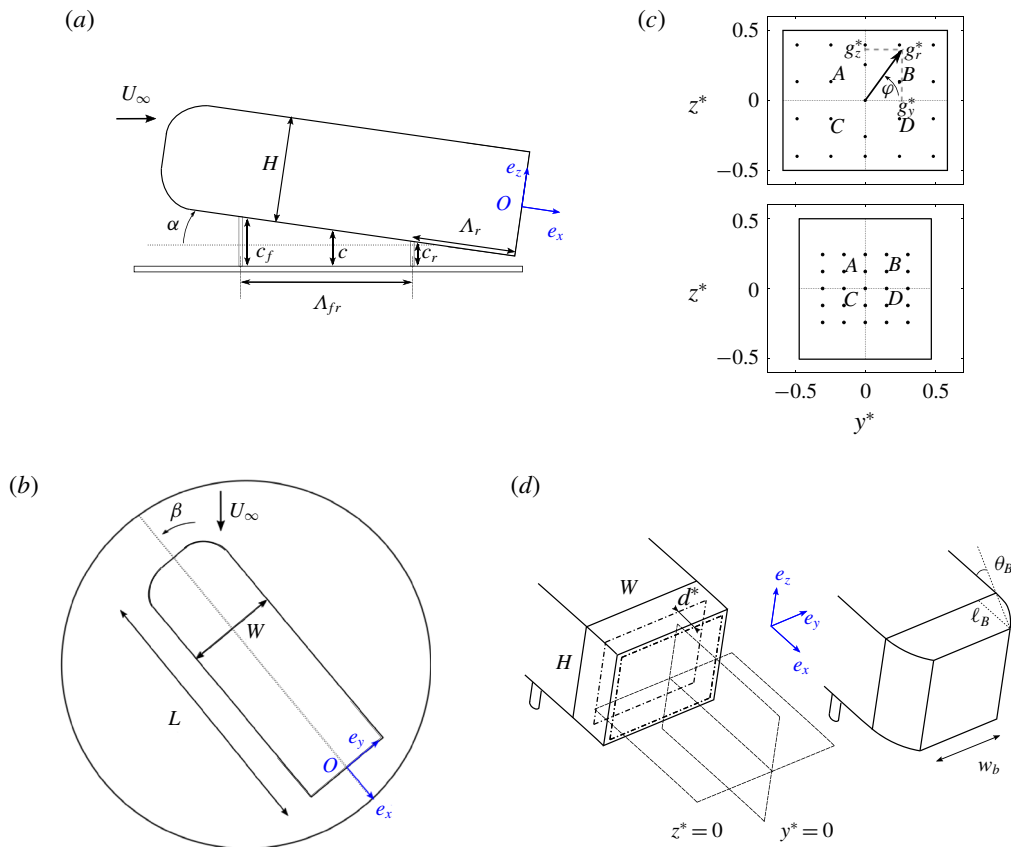 (a)
U∞
H
e_z
O
e_x
α
Λ_r
c_f
c
c_r
Λ_fr
(c)
0.5
z*
0
−0.5
g_z*
g_r*
A
B
φ
g_y*
C
D
0.5
z*
0
−0.5
A
B
C
D
−0.5
0
0.5
y*
(b)
β
U∞
W
L
e_y
O
e_x
(d)
W
d*
H
e_z
e_y
e_x
θ_B
ℓ_B
w_b
z* = 0
y* = 0